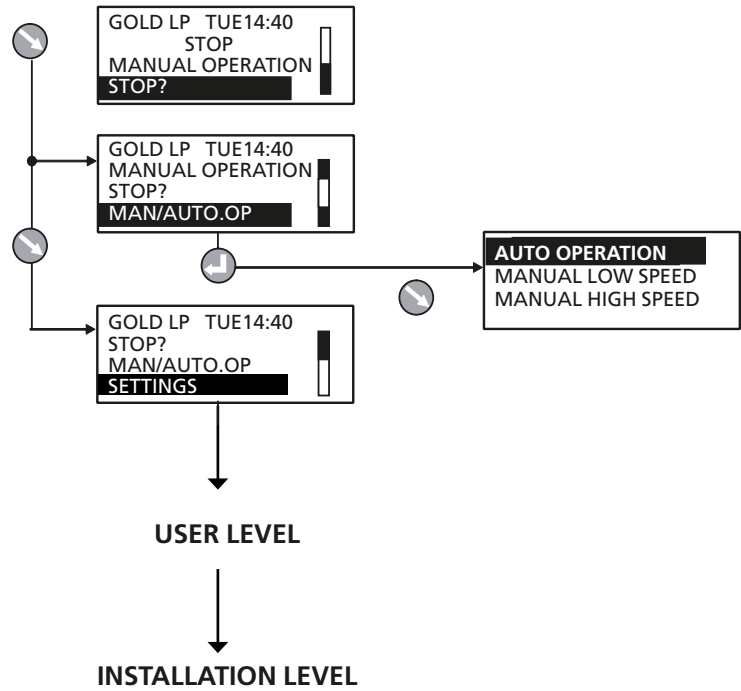 GOLD LP TUE14:40
STOP
MANUAL OPERATION
STOP?
GOLD LP TUE14:40
MANUAL OPERATION
STOP?
MAN/AUTO.OP
AUTO OPERATION
MANUAL LOW SPEED
MANUAL HIGH SPEED
GOLD LP TUE14:40
STOP?
MAN/AUTO.OP
SETTINGS
USER LEVEL
INSTALLATION LEVEL